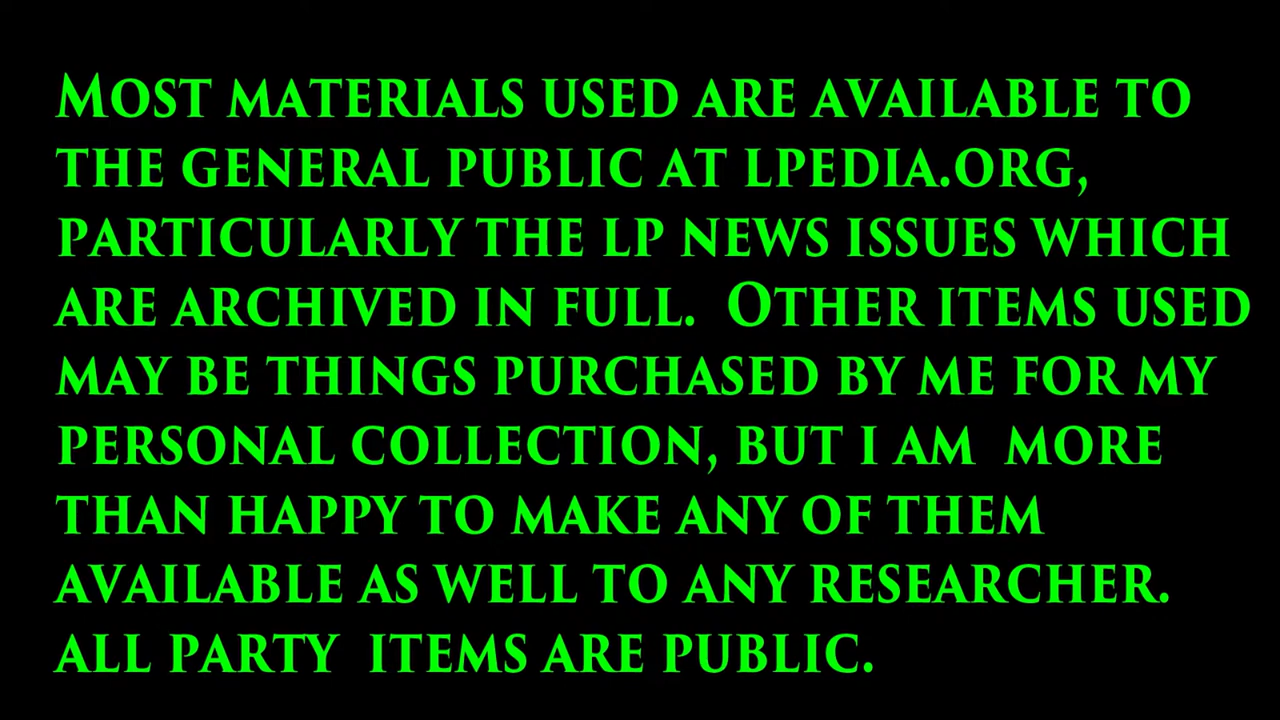 Most materials used are available to
the general public at lpedia.org,
particularly the LP News issues which
are archived in full.  Other items used
may be things purchased by me for my
personal collection, but I am  more
than happy to make any of them
available as well to any researcher.
All party  items are public.